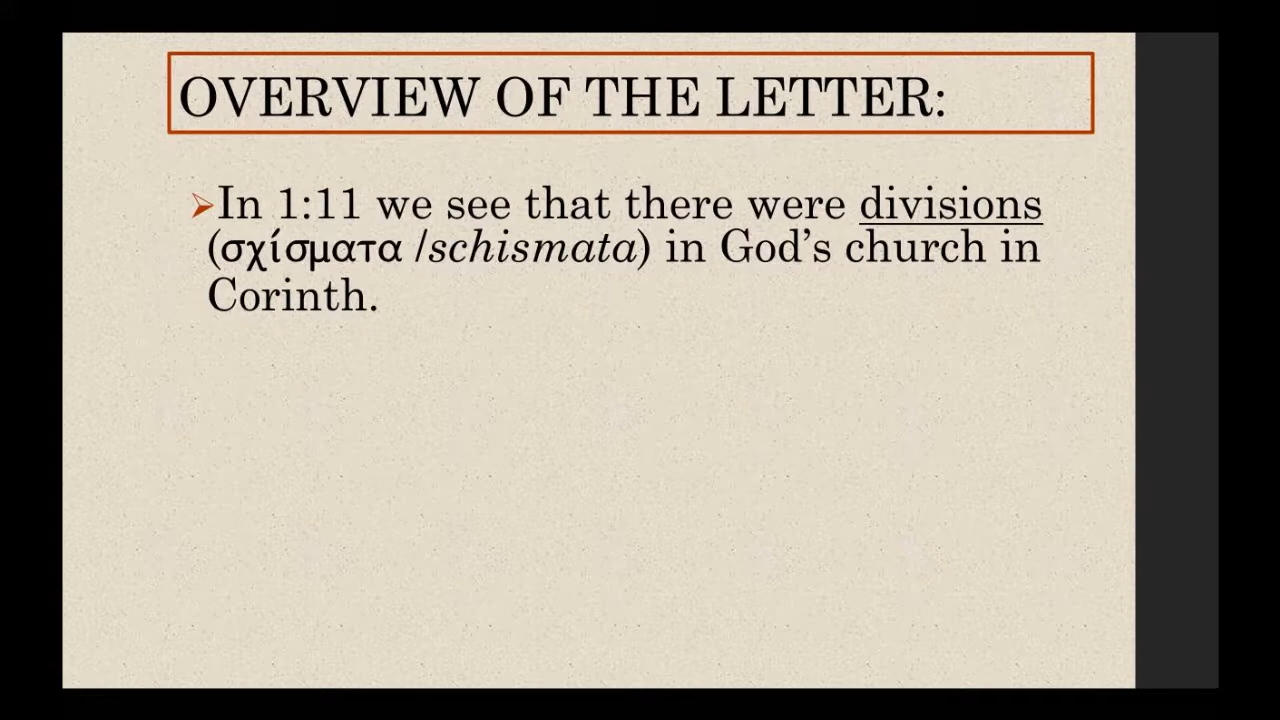 OVERVIEW OF THE LETTER:
➢In 1:11 we see that there were divisions
(σχίσματα /schismata) in God’s church in
Corinth.